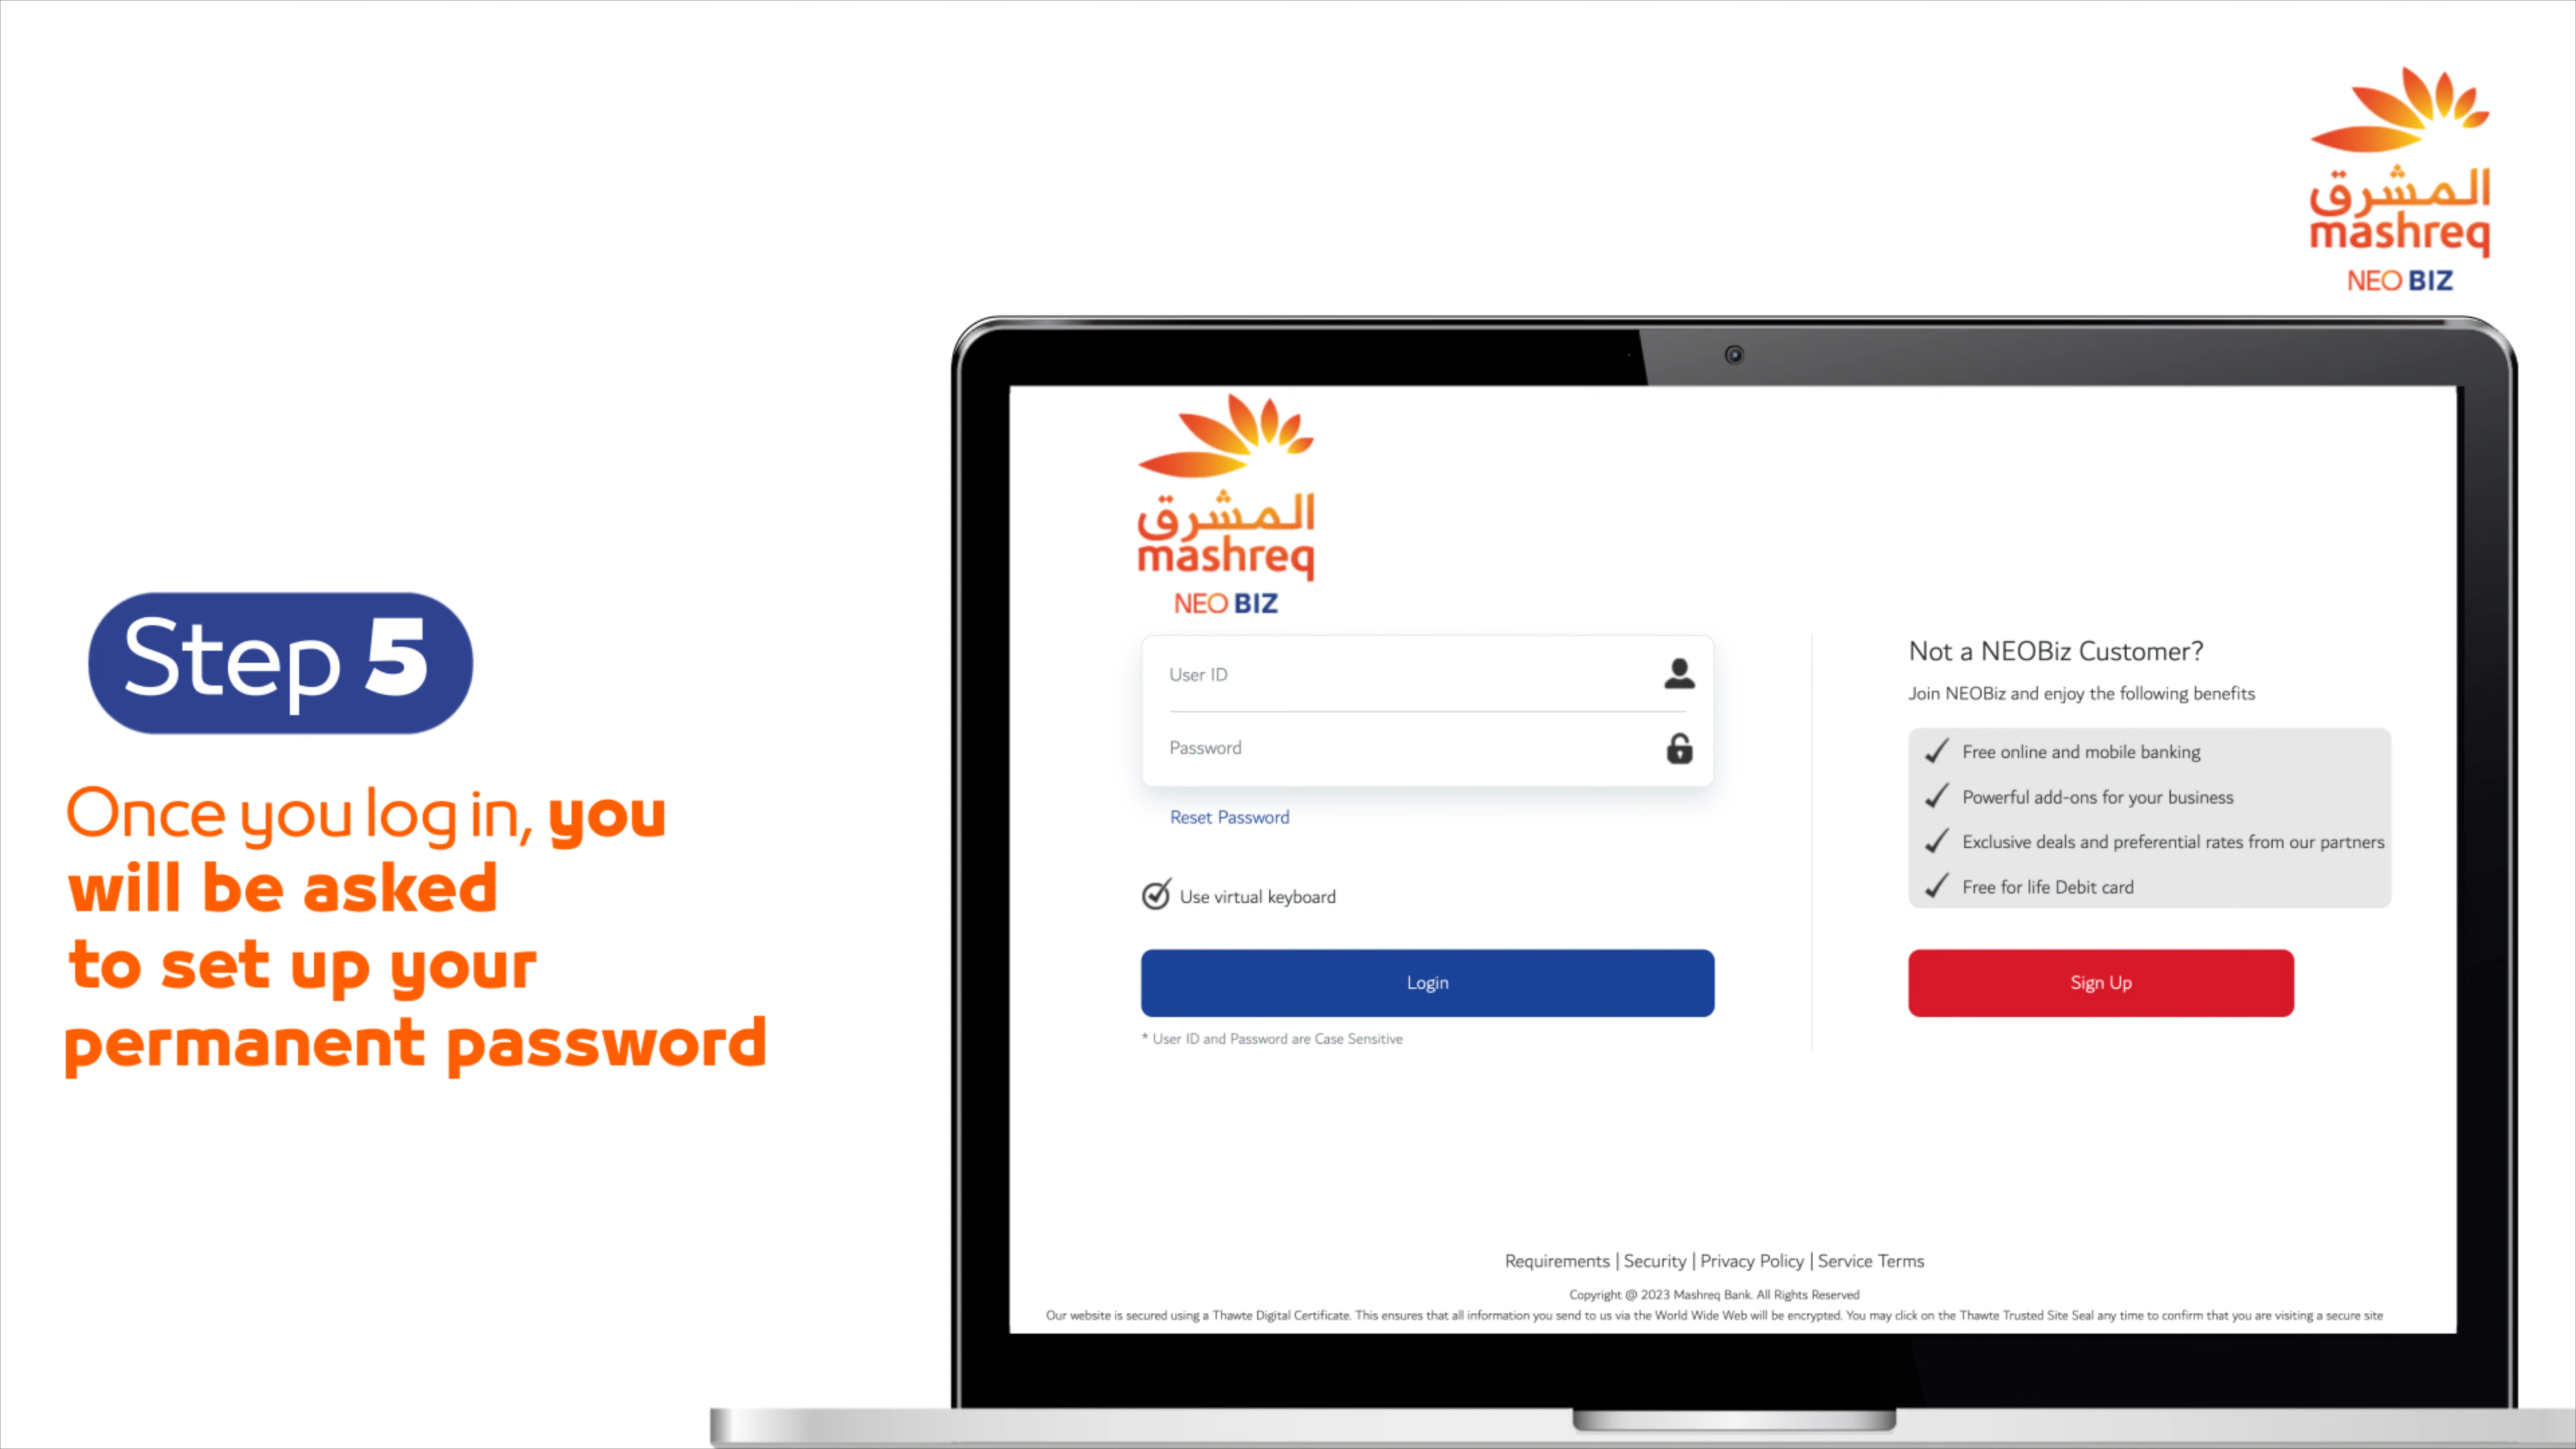 المشرق
mashreq
NEO BIZ
Step 5
Once you log in, you
will be asked
to set up your
permanent password
المشرق
mashreq
NEO BIZ
User ID
Password
Reset Password
Use virtual keyboard
Login
* User ID and Password are Case Sensitive
Not a NEOBiz Customer?
Join NEOBiz and enjoy the following benefits
Free online and mobile banking
Powerful add-ons for your business
Exclusive deals and preferential rates from our partners
Free for life Debit card
Sign Up
Requirements | Security | Privacy Policy | Service Terms
Copyright @ 2023 Mashreq Bank. All Rights Reserved
Our website is secured using a Thawte Digital Certificate. This ensures that all information you send to us via the World Wide Web will be encrypted. You may click on the Thawte Trusted Site Seal any time to confirm that you are visiting a secure site